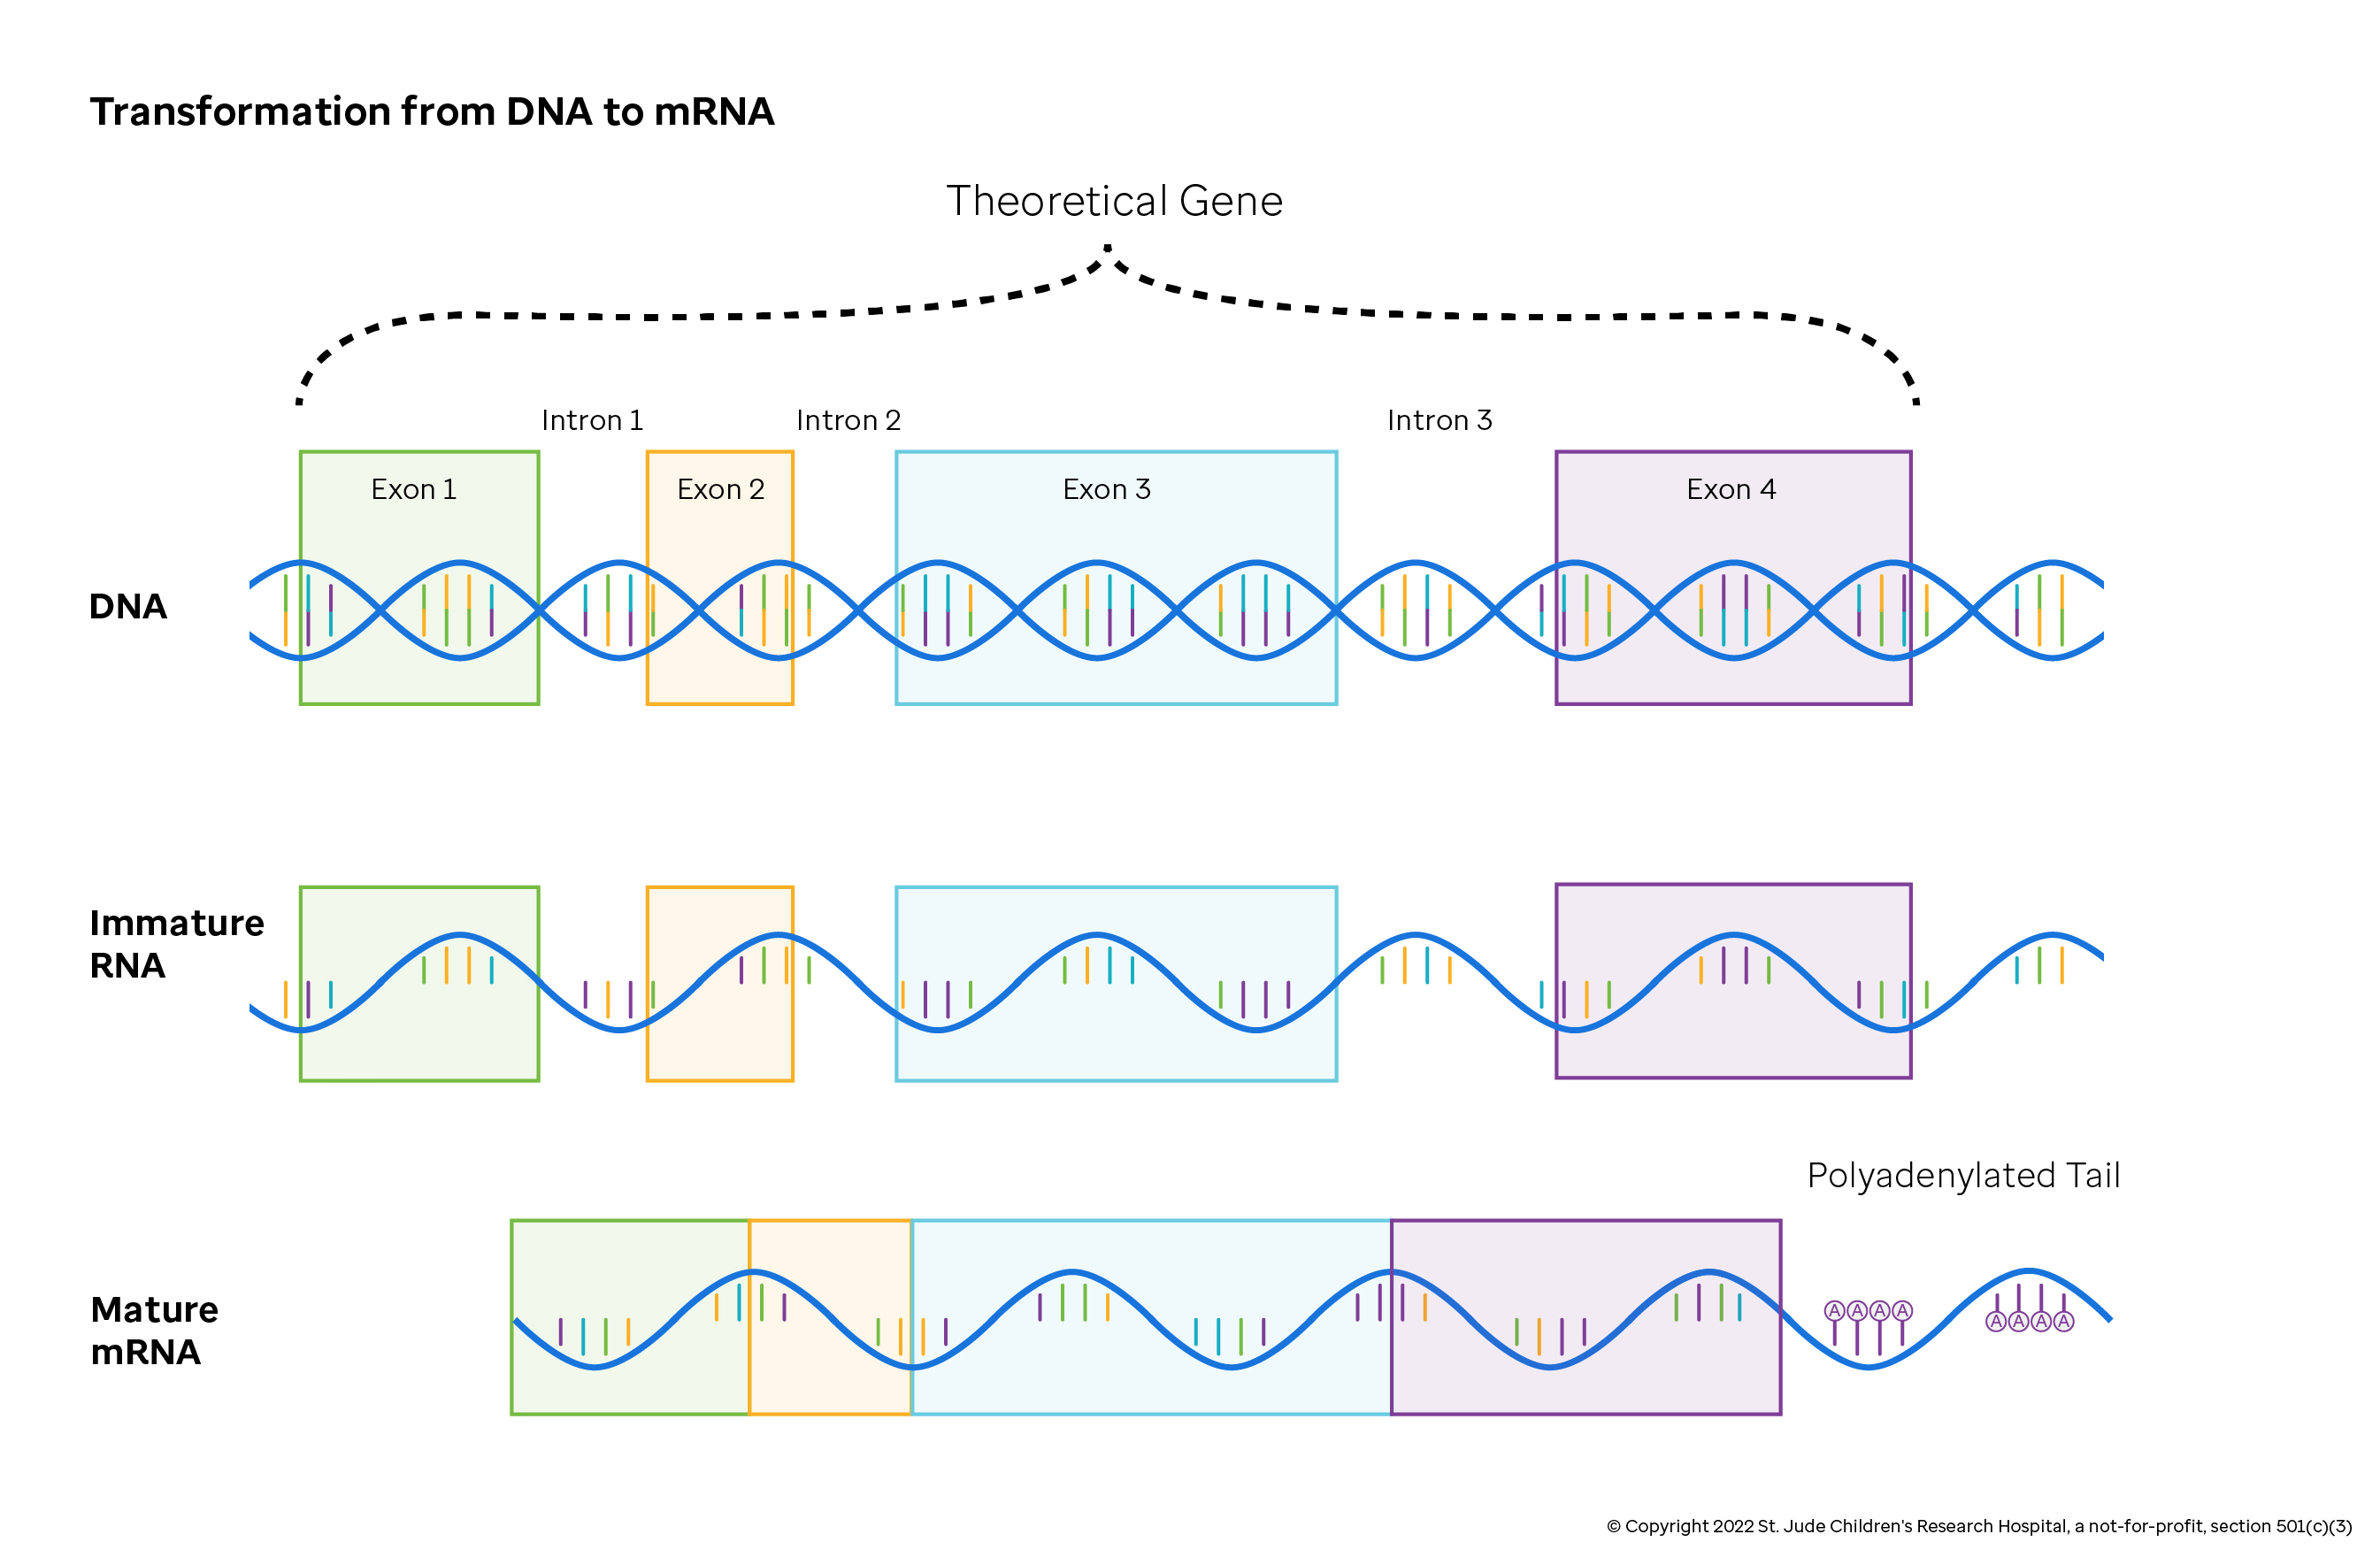 Transformation from DNA to mRNA
Theoretical Gene
Intron 1
Intron 2
Intron 3
Exon 1
Exon 2
Exon 3
Exon 4
DNA
Immature
RNA
Polyadenylated Tail
Mature
mRNA
A A A A
A A A A
© Copyright 2022 St. Jude Children's Research Hospital, a not-for-profit, section 501(c)(3)